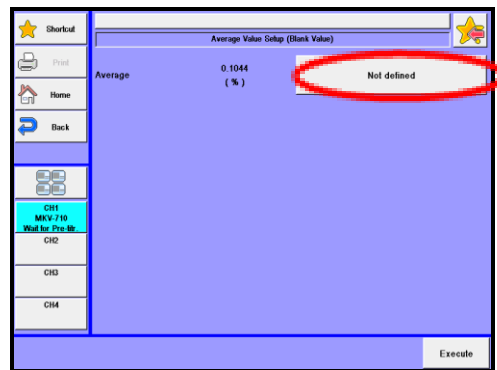 Shortcut
Average Value Setup (Blank Value)
Print
Average
0.1044
( % )
Not defined
Home
Back
CH1
MKV-710
Wait for Pre-titr.
CH2
CH3
CH4
Execute